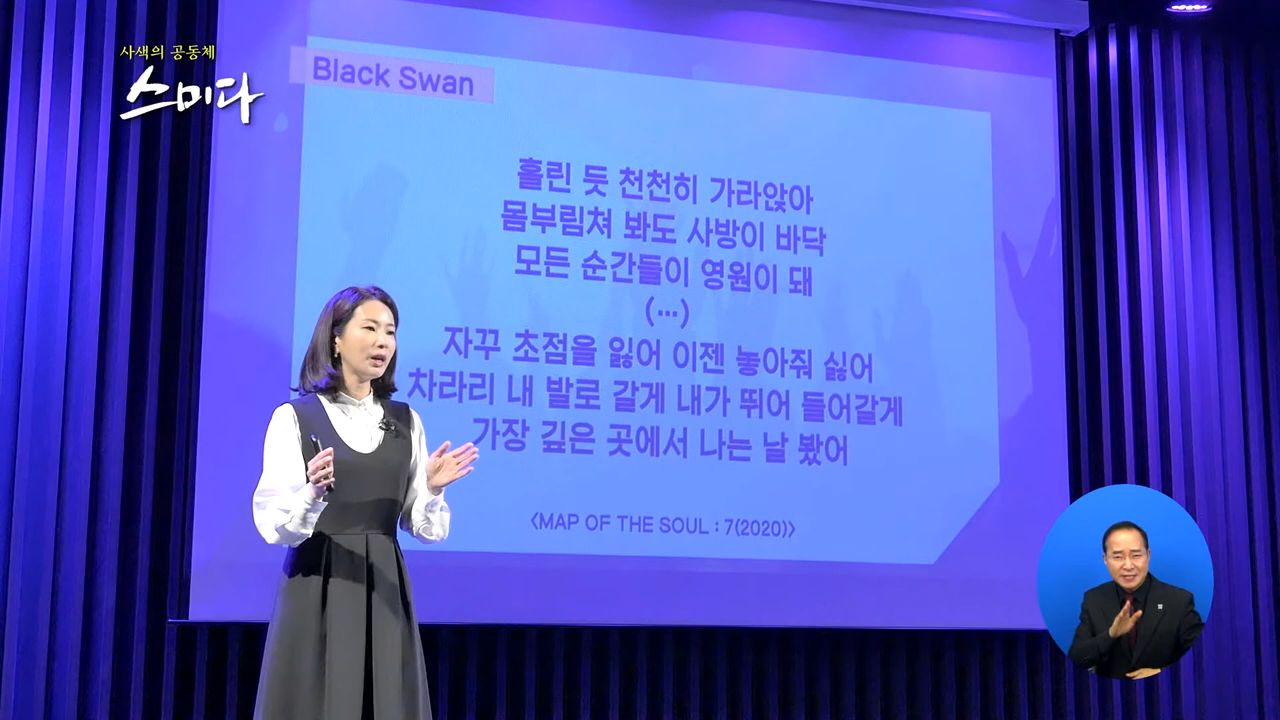 사색의 공동체
스미다
Black Swan
홀린 듯 천천히 가라앉아
몸부림쳐 봐도 사방이 바닥
모든 순간들이 영원이 돼
(···)
자꾸 초점을 잃어 이젠 놓아줘 싫어
차라리 내 발로 갈게 내가 뛰어 들어갈게
가장 깊은 곳에서 나는 날 봤어
〈MAP OF THE SOUL : 7(2020)〉